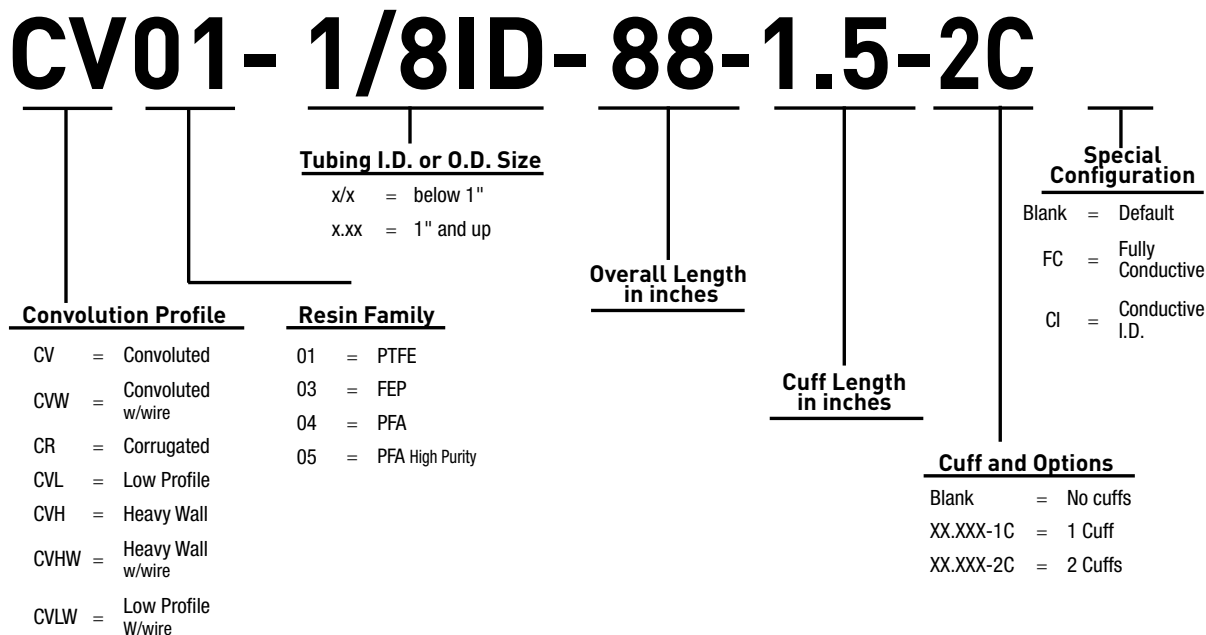 CV01- 1/8ID- 88-1.5-2C
Tubing I.D. or O.D. Size
x/x = below 1"
x.xx = 1" and up
Special
Configuration
Blank = Default
FC = Fully
Conductive
CI = Conductive
I.D.
Overall Length
in inches
Convolution Profile
CV = Convoluted
CVW = Convoluted
w/wire
CR = Corrugated
CVL = Low Profile
CVH = Heavy Wall
CVHW = Heavy Wall
w/wire
CVLW = Low Profile
W/wire
Resin Family
01 = PTFE
03 = FEP
04 = PFA
05 = PFA High Purity
Cuff Length
in inches
Cuff and Options
Blank = No cuffs
XX.XXX-1C = 1 Cuff
XX.XXX-2C = 2 Cuffs